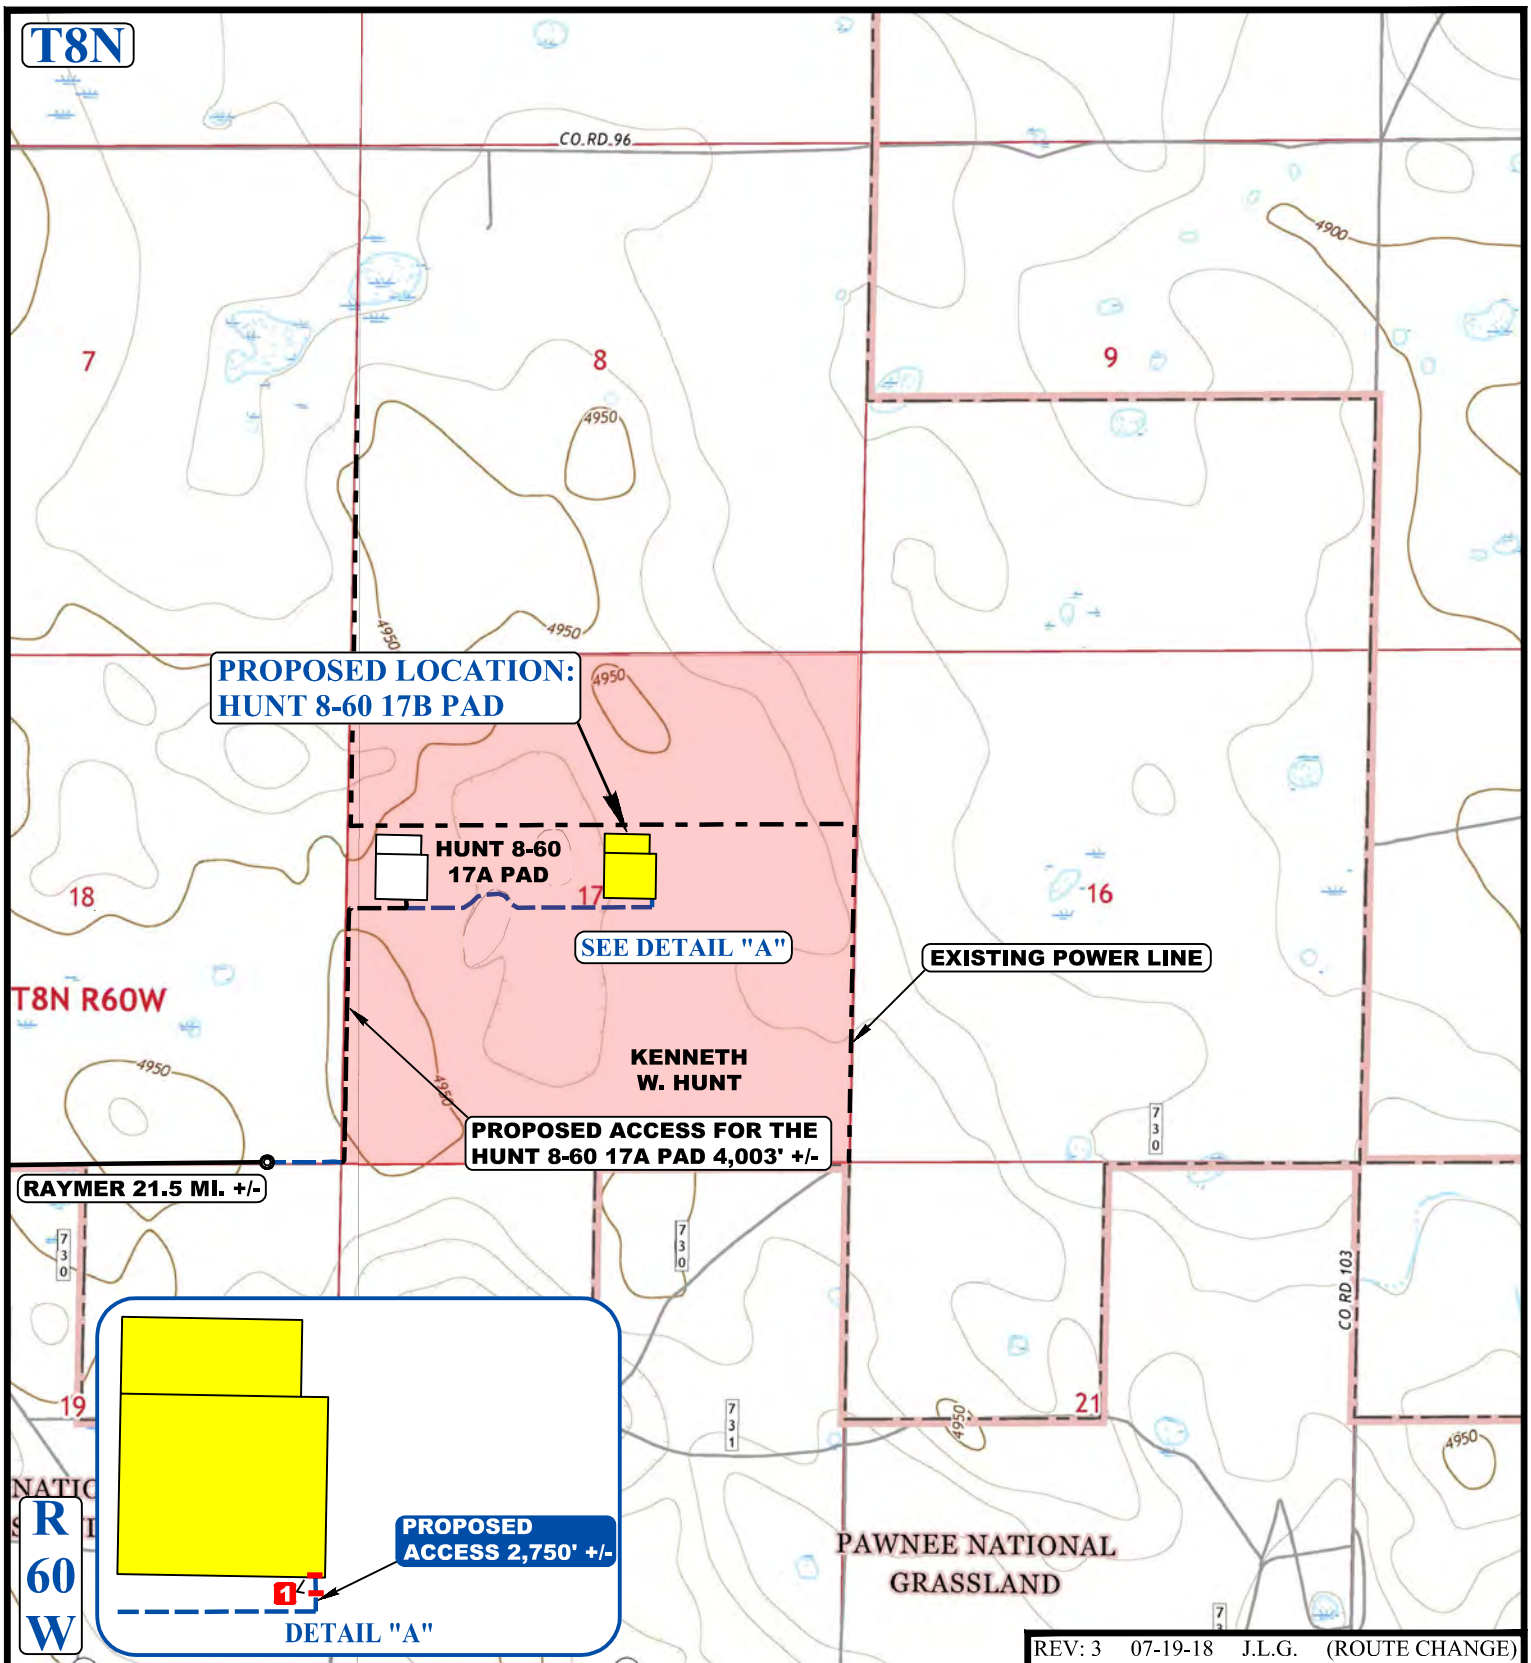 T8N
CO. RD. 96
4900
7
8
9
4950
4950
4950
PROPOSED LOCATION:
HUNT 8-60 17B PAD
4950
HUNT 8-60
17A PAD
18
17
16
SEE DETAIL "A"
EXISTING POWER LINE
T8N R60W
KENNETH
W. HUNT
4950
4950
PROPOSED ACCESS FOR THE
HUNT 8-60 17A PAD 4,003' +/-
730
RAYMER 21.5 MI. +/-
730
730
CO RD 103
19
21
731
4950
4950
R
60
W
PROPOSED
ACCESS 2,750' +/-
1
DETAIL "A"
PAWNEE NATIONAL
GRASSLAND
REV: 3 07-19-18 J.L.G. (ROUTE CHANGE)